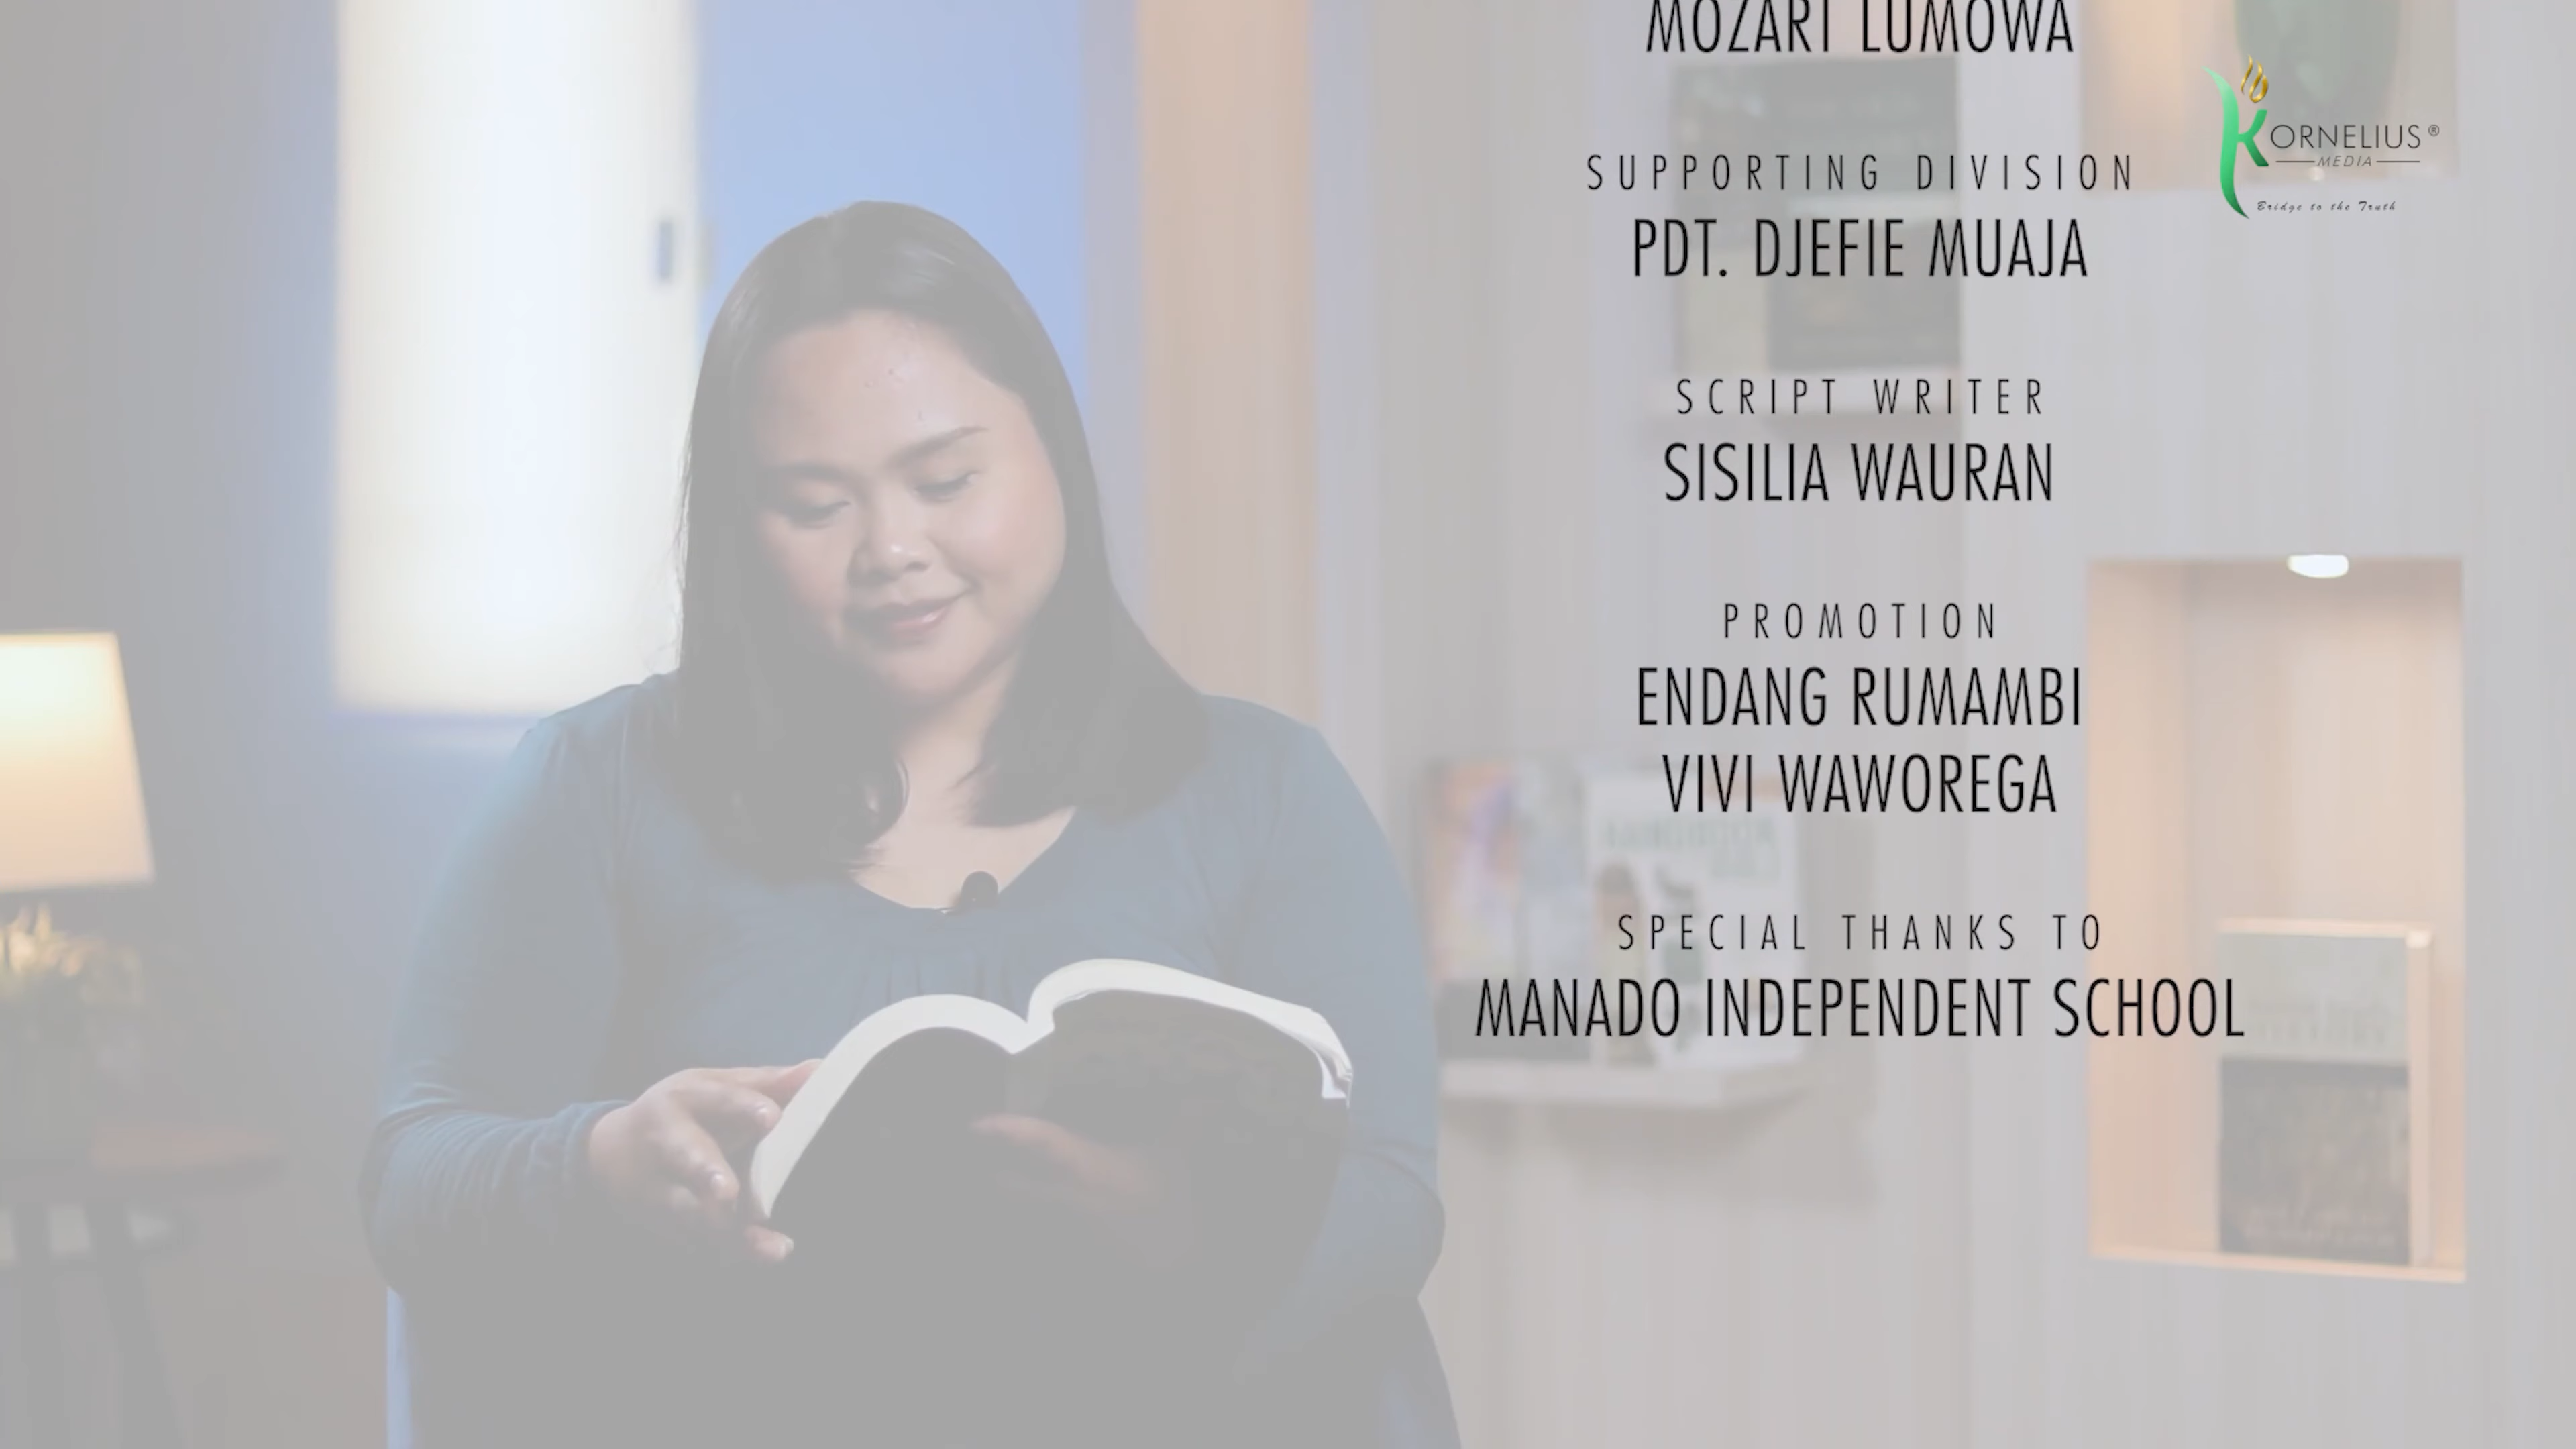 MOZART LUMOWA
KORNELIUS®
MEDIA
Bridge to the Truth
SUPPORTING DIVISION
PDT. DJEFIE MUAJA
SCRIPT WRITER
SISILIA WAURAN
PROMOTION
ENDANG RUMAMBI
VIVI WAWOREGA
SPECIAL THANKS TO
MANADO INDEPENDENT SCHOOL